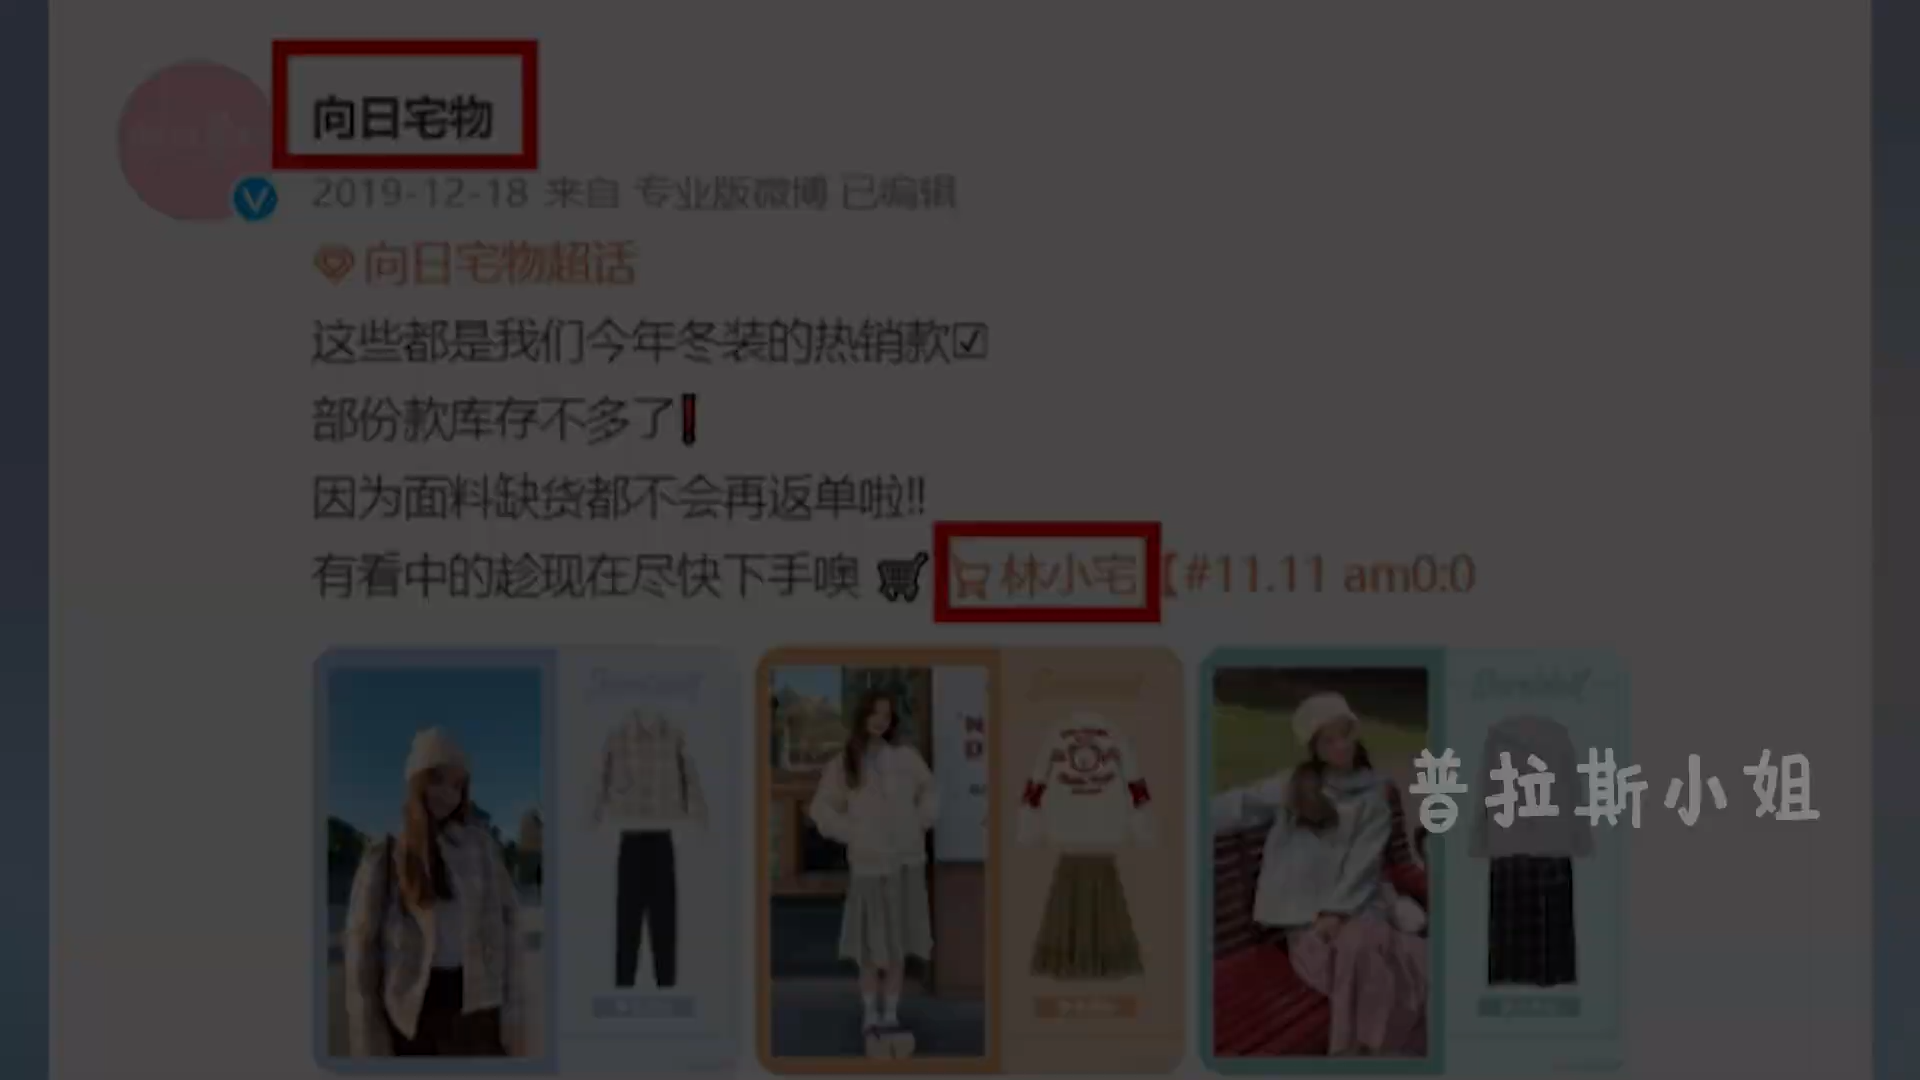 向日宅物
2019-12-18 来自 专业版微博 已编辑
向日宅物超话
这些都是我们今年冬装的热销款☑
部份款库存不多了❗
因为面料缺货都不会再返单啦!!
有看中的趁现在尽快下手噢 🛒 林小宅【#11.11 am0:0
普拉斯小姐